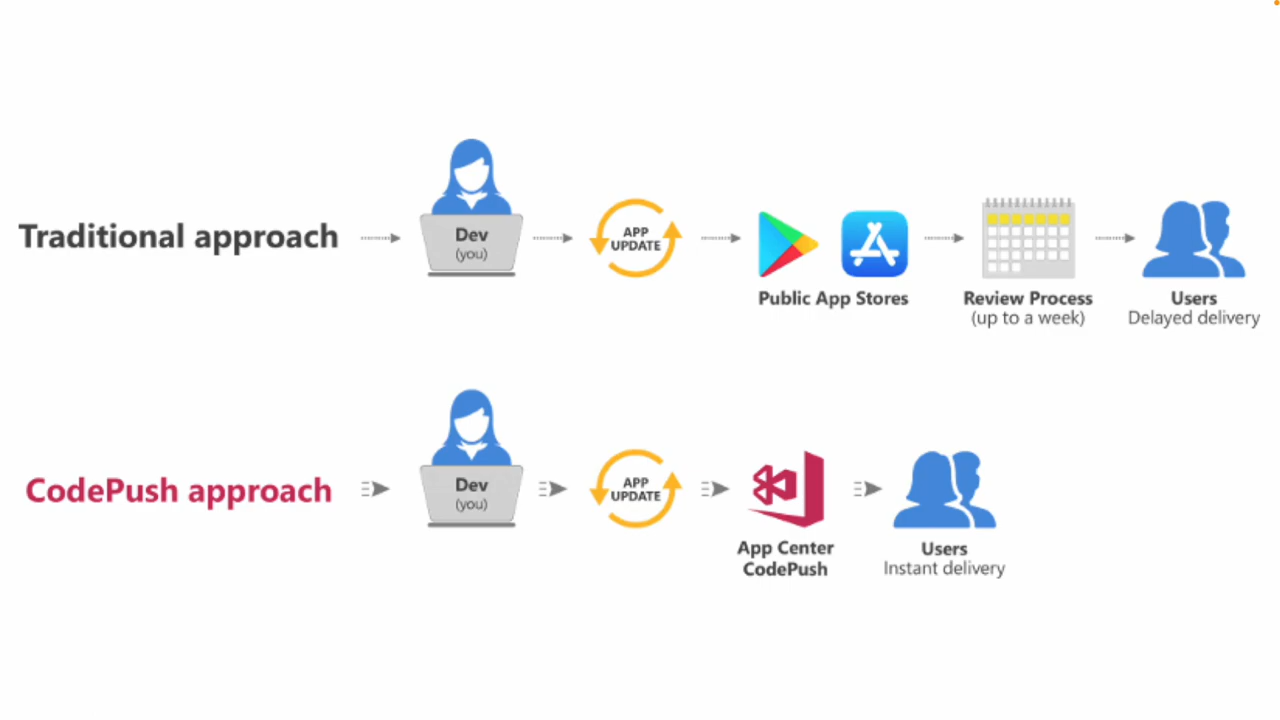 Traditional approach
Dev
(you)
APP
UPDATE
Public App Stores
Review Process
(up to a week)
Users
Delayed delivery
CodePush approach
Dev
(you)
APP
UPDATE
App Center
CodePush
Users
Instant delivery